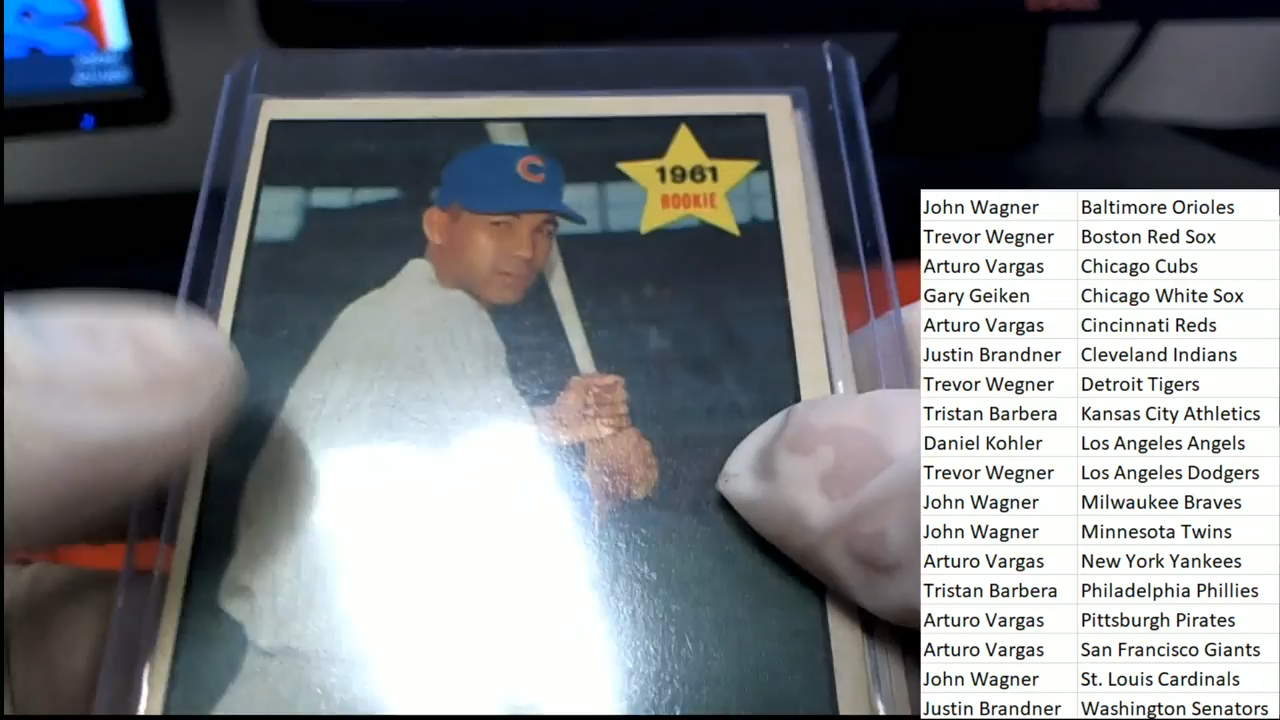 C
1961
ROOKIE
John Wagner Baltimore Orioles
Trevor Wegner Boston Red Sox
Arturo Vargas Chicago Cubs
Gary Geiken Chicago White Sox
Arturo Vargas Cincinnati Reds
Justin Brandner Cleveland Indians
Trevor Wegner Detroit Tigers
Tristan Barbera Kansas City Athletics
Daniel Kohler Los Angeles Angels
Trevor Wegner Los Angeles Dodgers
John Wagner Milwaukee Braves
John Wagner Minnesota Twins
Arturo Vargas New York Yankees
Tristan Barbera Philadelphia Phillies
Arturo Vargas Pittsburgh Pirates
Arturo Vargas San Francisco Giants
John Wagner St. Louis Cardinals
Justin Brandner Washington Senators